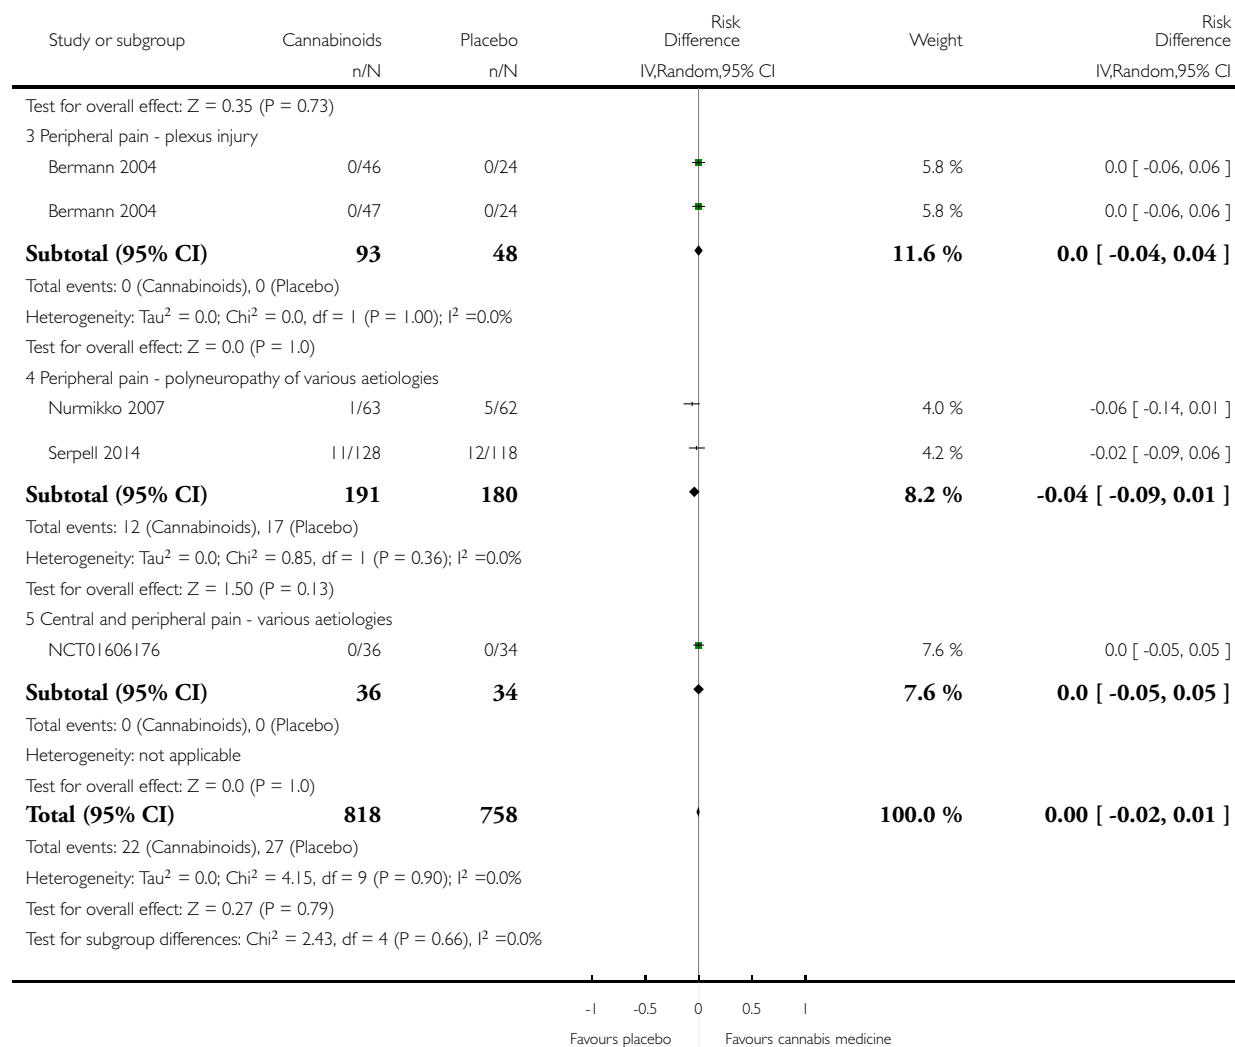 Study or subgroup Cannabinoids Placebo Risk Difference Weight Risk Difference
n/N n/N IV,Random,95% CI IV,Random,95% CI
Test for overall effect: Z = 0.35 (P = 0.73)
3 Peripheral pain - plexus injury
Bermann 2004 0/46 0/24 5.8 % 0.0 [ -0.06, 0.06 ]
Bermann 2004 0/47 0/24 5.8 % 0.0 [ -0.06, 0.06 ]
Subtotal (95% CI) 93 48 11.6 % 0.0 [ -0.04, 0.04 ]
Total events: 0 (Cannabinoids), 0 (Placebo)
Heterogeneity: Tau² = 0.0; Chi² = 0.0, df = 1 (P = 1.00); I² =0.0%
Test for overall effect: Z = 0.0 (P = 1.0)
4 Peripheral pain - polyneuropathy of various aetiologies
Nurmikko 2007 1/63 5/62 4.0 % -0.06 [ -0.14, 0.01 ]
Serpell 2014 11/128 12/118 4.2 % -0.02 [ -0.09, 0.06 ]
Subtotal (95% CI) 191 180 8.2 % -0.04 [ -0.09, 0.01 ]
Total events: 12 (Cannabinoids), 17 (Placebo)
Heterogeneity: Tau² = 0.0; Chi² = 0.85, df = 1 (P = 0.36); I² =0.0%
Test for overall effect: Z = 1.50 (P = 0.13)
5 Central and peripheral pain - various aetiologies
NCT01606176 0/36 0/34 7.6 % 0.0 [ -0.05, 0.05 ]
Subtotal (95% CI) 36 34 7.6 % 0.0 [ -0.05, 0.05 ]
Total events: 0 (Cannabinoids), 0 (Placebo)
Heterogeneity: not applicable
Test for overall effect: Z = 0.0 (P = 1.0)
Total (95% CI) 818 758 100.0 % 0.00 [ -0.02, 0.01 ]
Total events: 22 (Cannabinoids), 27 (Placebo)
Heterogeneity: Tau² = 0.0; Chi² = 4.15, df = 9 (P = 0.90); I² =0.0%
Test for overall effect: Z = 0.27 (P = 0.79)
Test for subgroup differences: Chi² = 2.43, df = 4 (P = 0.66), I² =0.0%
-1 -0.5 0 0.5 1
Favours placebo Favours cannabis medicine